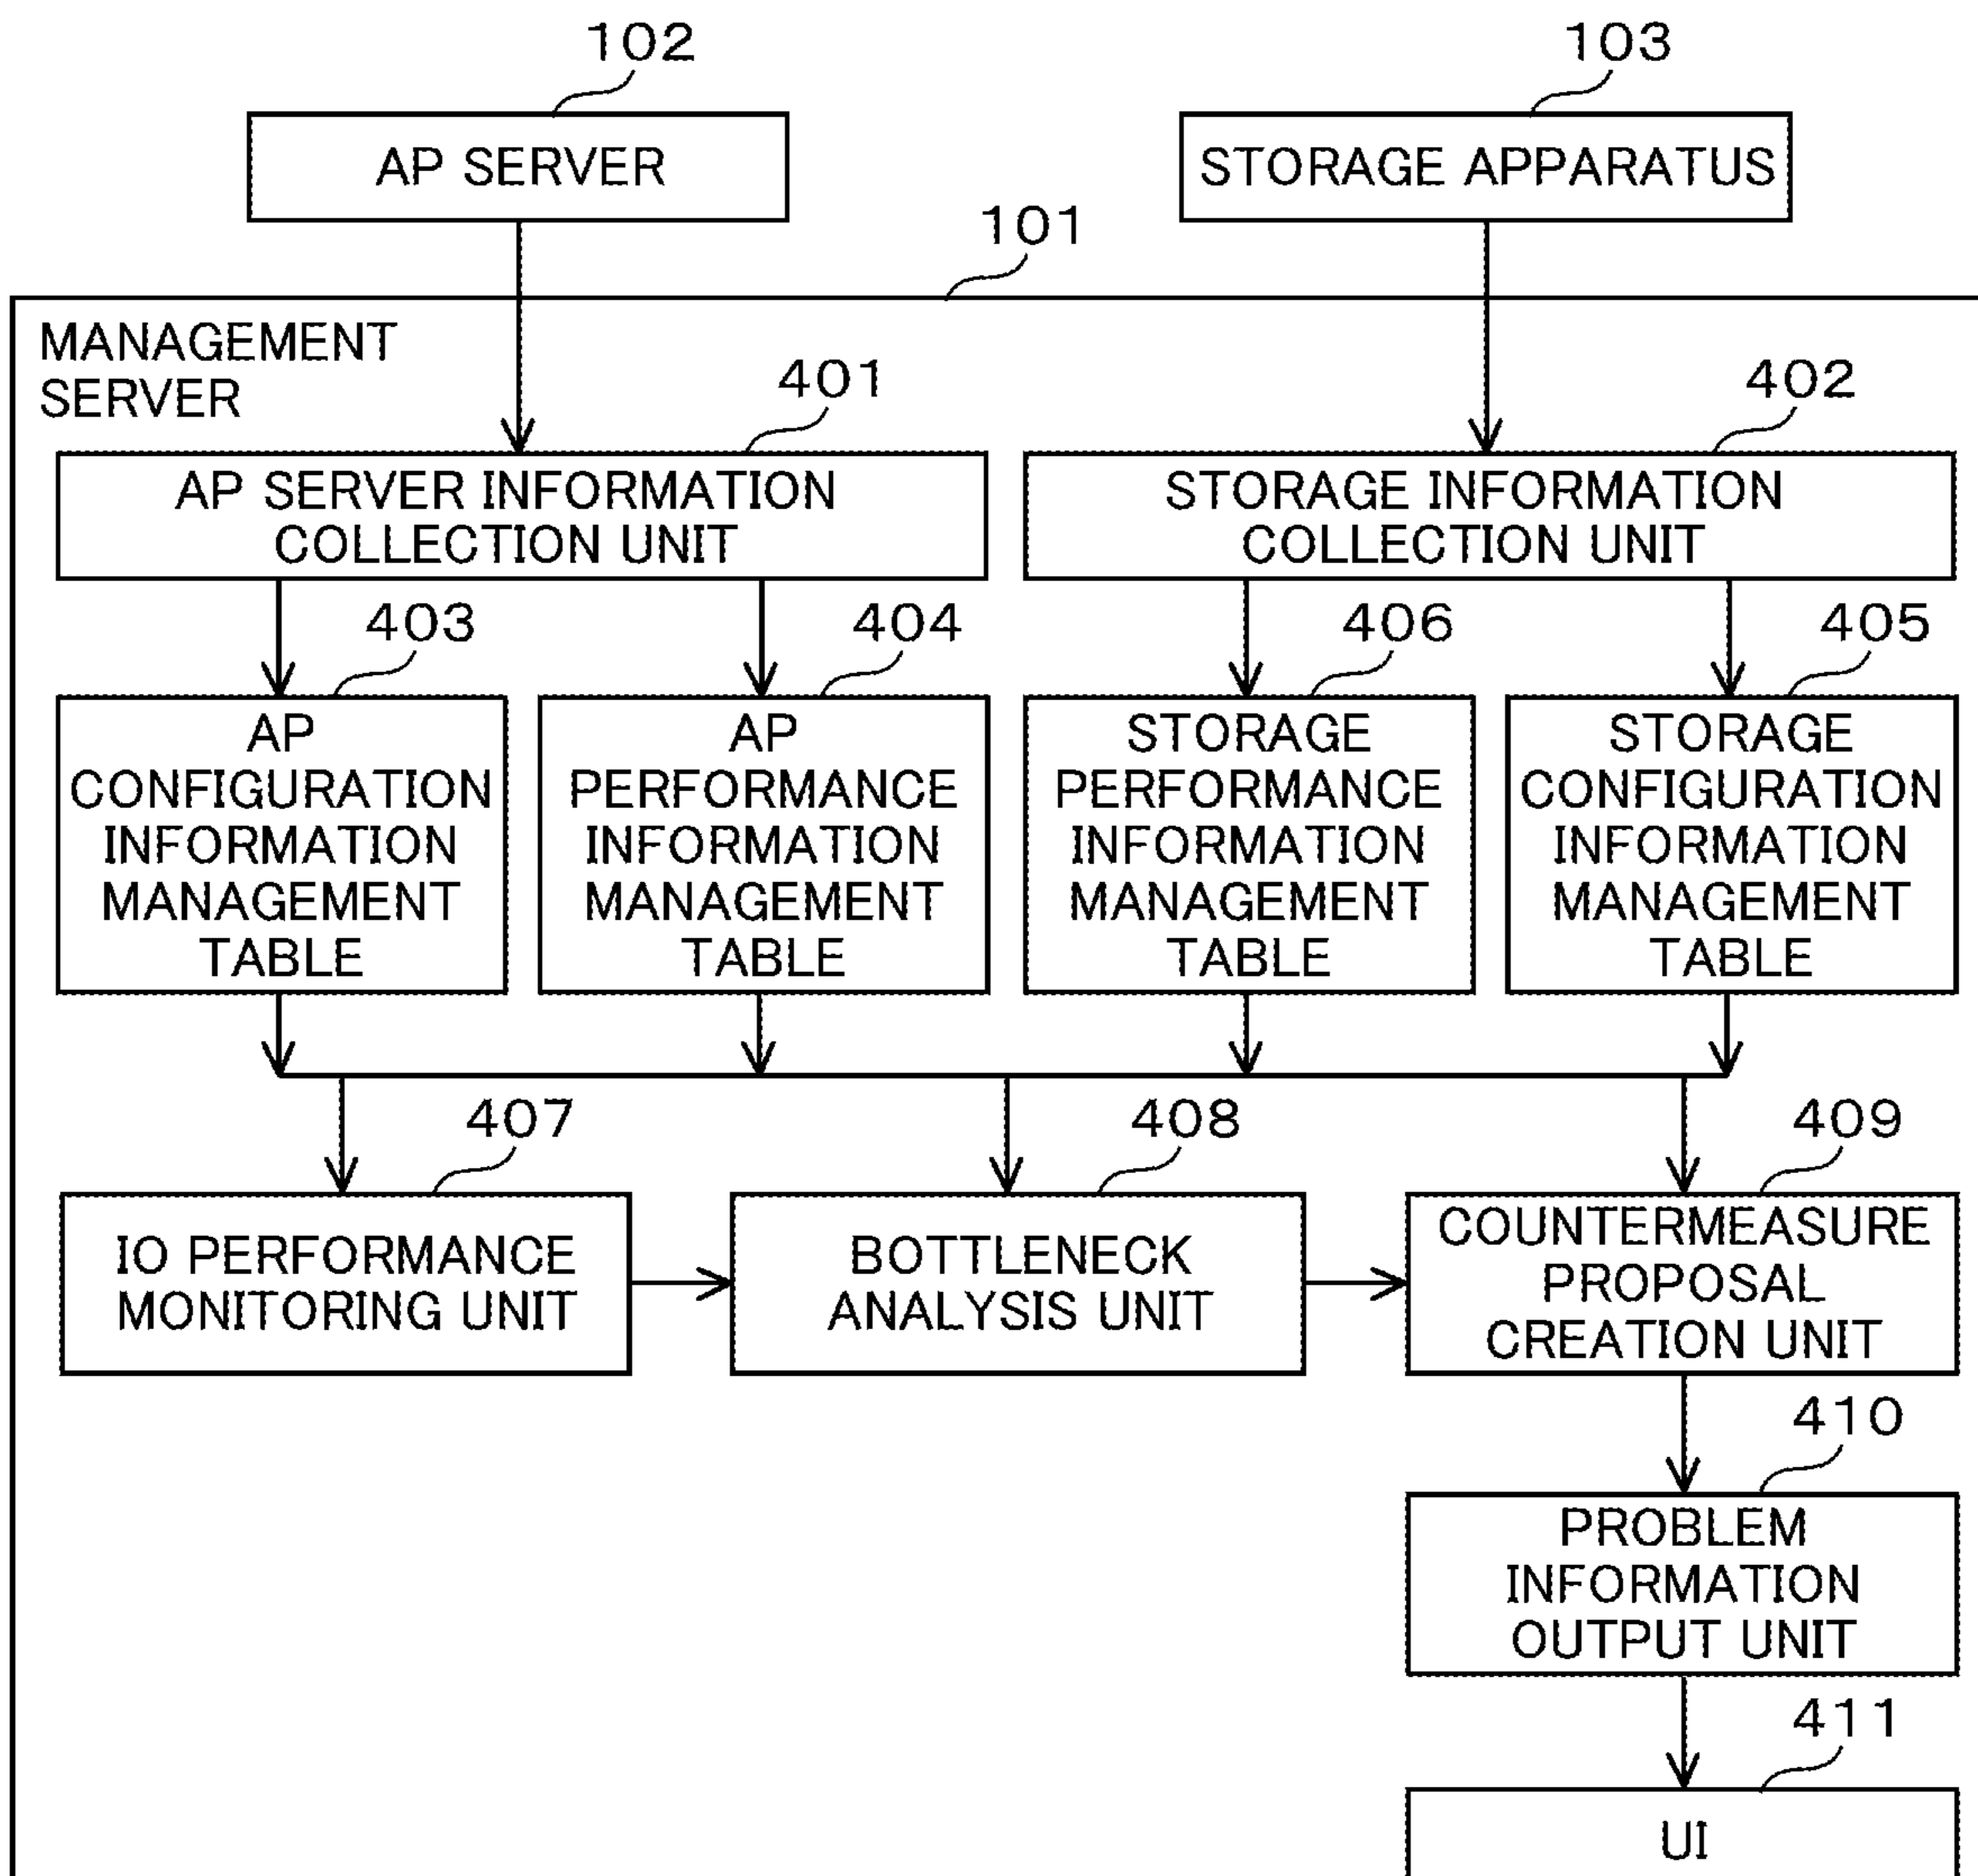 102
103
AP SERVER
STORAGE APPARATUS
101
MANAGEMENT
SERVER
401
402
AP SERVER INFORMATION
COLLECTION UNIT
STORAGE INFORMATION
COLLECTION UNIT
403
404
406
405
AP
CONFIGURATION
INFORMATION
MANAGEMENT
TABLE
AP
PERFORMANCE
INFORMATION
MANAGEMENT
TABLE
STORAGE
PERFORMANCE
INFORMATION
MANAGEMENT
TABLE
STORAGE
CONFIGURATION
INFORMATION
MANAGEMENT
TABLE
407
408
409
IO PERFORMANCE
MONITORING UNIT
BOTTLENECK
ANALYSIS UNIT
COUNTERMEASURE
PROPOSAL
CREATION UNIT
410
PROBLEM
INFORMATION
OUTPUT UNIT
411
UI